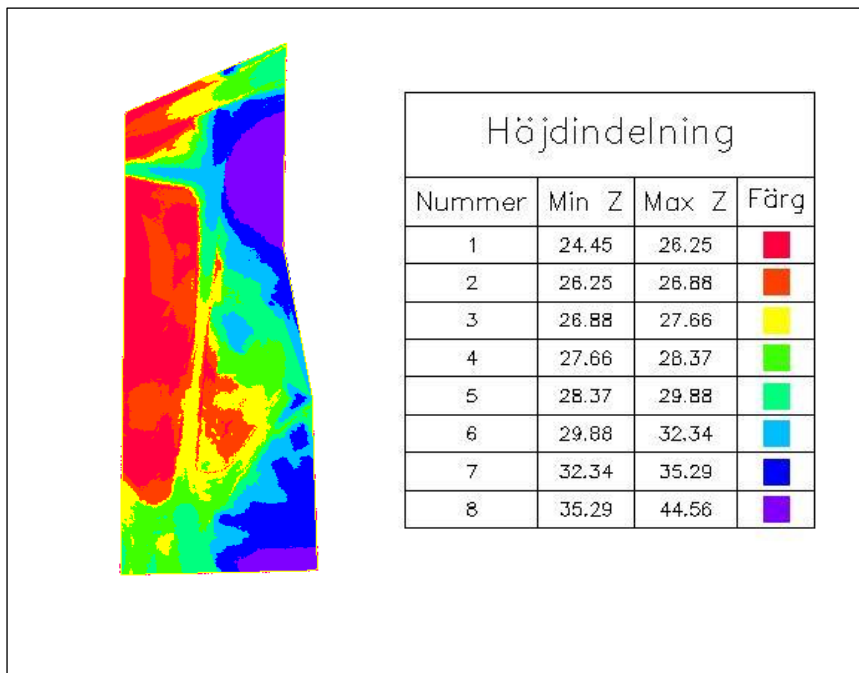 Höjdindelning
Nummer Min Z Max Z Färg
1 24.45 26.25
2 26.25 26.88
3 26.88 27.66
4 27.66 28.37
5 28.37 29.88
6 29.88 32.34
7 32.34 35.29
8 35.29 44.56